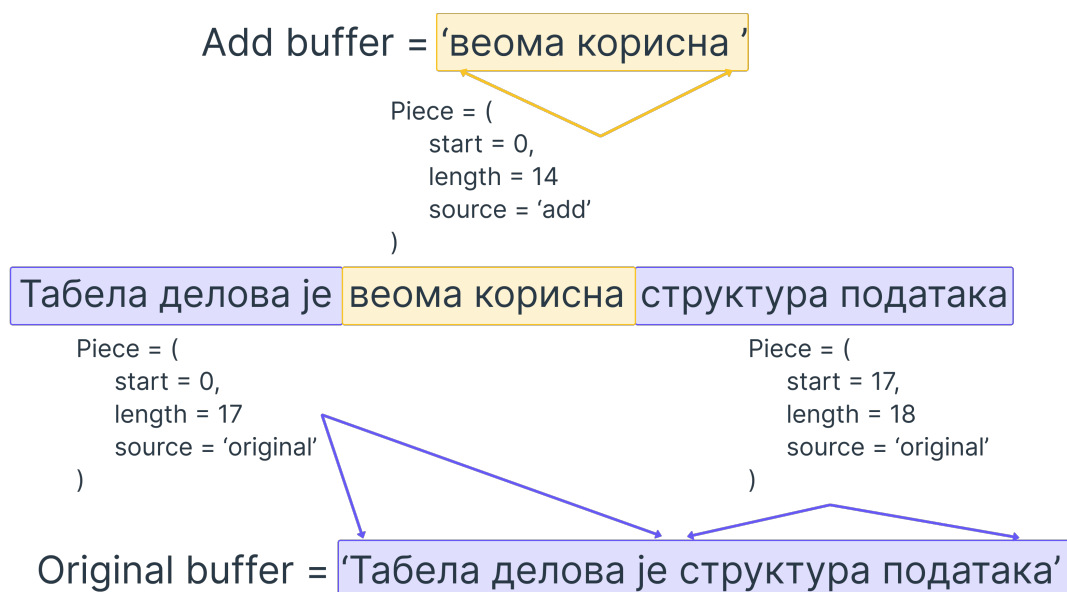 Add buffer = ‘веома корисна ’
Piece = (
start = 0,
length = 14
source = ‘add’
)
Табела делова је веома корисна структура података
Piece = (
start = 0,
length = 17
source = ‘original’
)
Piece = (
start = 17,
length = 18
source = ‘original’
)
Original buffer = ‘Табела делова је структура података’